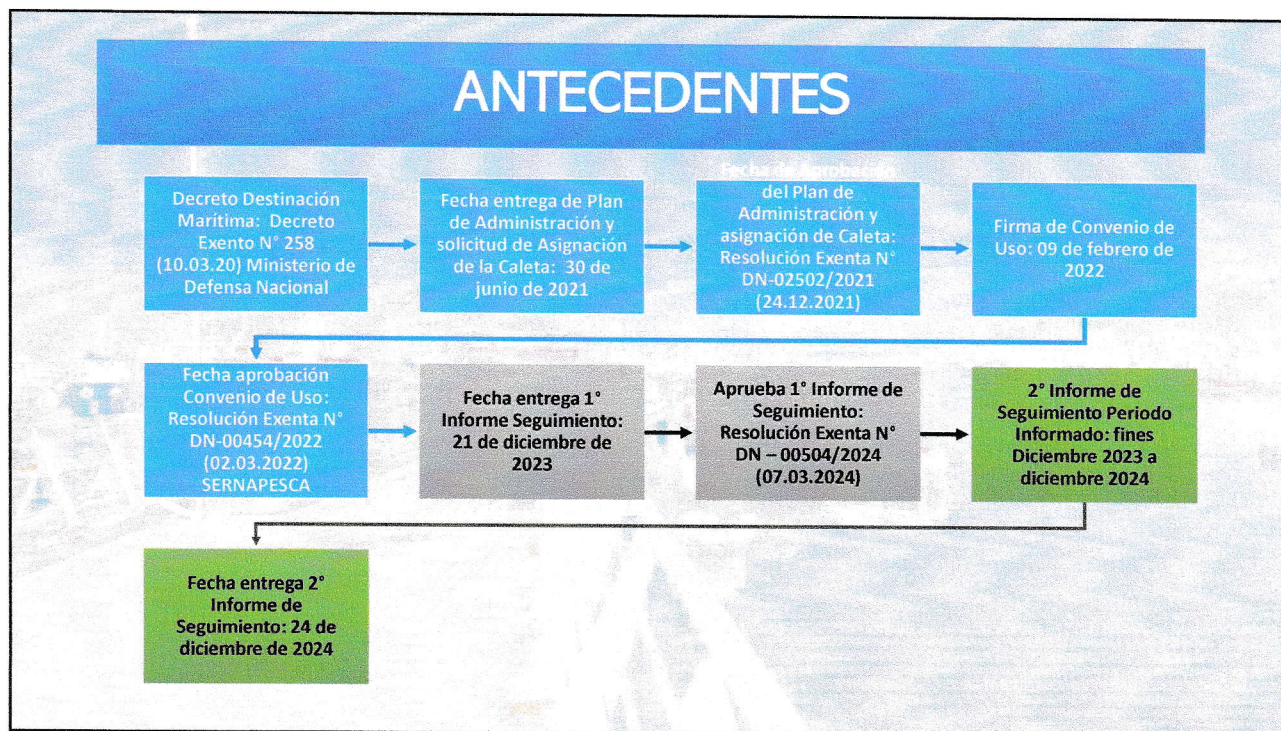 ANTECEDENTES
Decreto Destinación
Marítima: Decreto
Exento N° 258
(10.03.20) Ministerio de
Defensa Nacional
Fecha entrega de Plan
de Administración y
solicitud de Asignación
de la Caleta: 30 de
junio de 2021
Fecha de Aprobación
del Plan de
Administración y
asignación de Caleta:
Resolución Exenta N°
DN-02502/2021
(24.12.2021)
Firma de Convenio de
Uso: 09 de febrero de
2022
Fecha aprobación
Convenio de Uso:
Resolución Exenta N°
DN-00454/2022
(02.03.2022)
SERNAPESCA
Fecha entrega 1°
Informe Seguimiento:
21 de diciembre de
2023
Aprueba 1° Informe de
Seguimiento:
Resolución Exenta N°
DN – 00504/2024
(07.03.2024)
2° Informe de
Seguimiento Periodo
Informado: fines
Diciembre 2023 a
diciembre 2024
Fecha entrega 2°
Informe de
Seguimiento: 24 de
diciembre de 2024